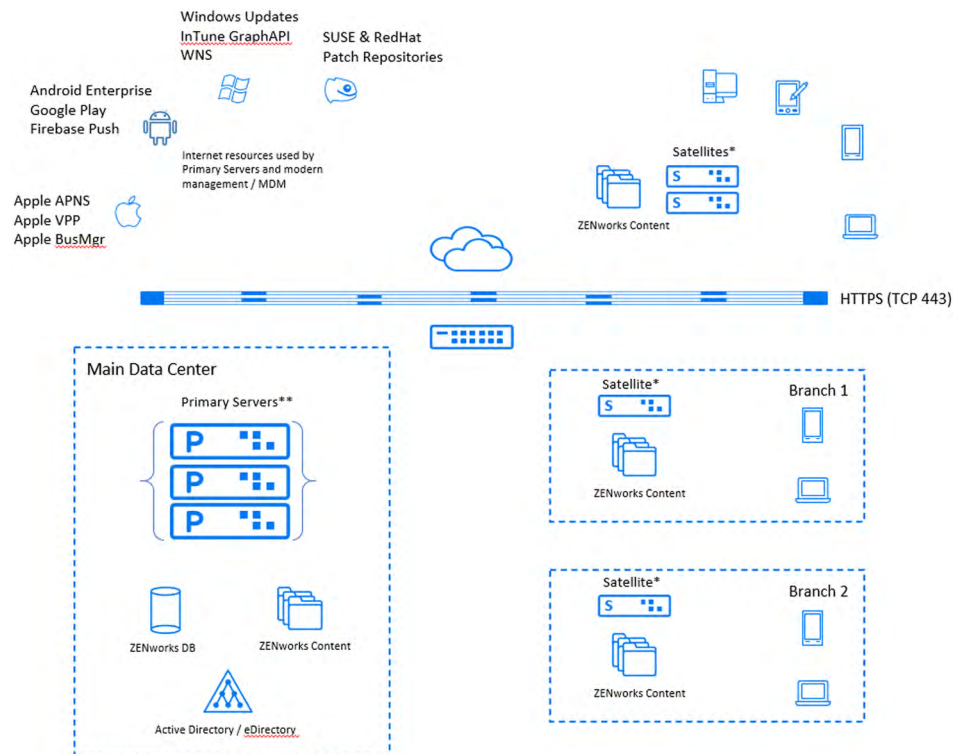 Windows Updates
InTune GraphAPI
WNS
SUSE & RedHat
Patch Repositories
Android Enterprise
Google Play
Firebase Push
Internet resources used by
Primary Servers and modern
management / MDM
Apple APNS
Apple VPP
Apple BusMgr
Satellites*
S
S
ZENworks Content
HTTPS (TCP 443)
Main Data Center
Primary Servers**
P
P
P
ZENworks DB
ZENworks Content
Active Directory / eDirectory
Satellite*
Branch 1
S
ZENworks Content
Satellite*
Branch 2
S
ZENworks Content